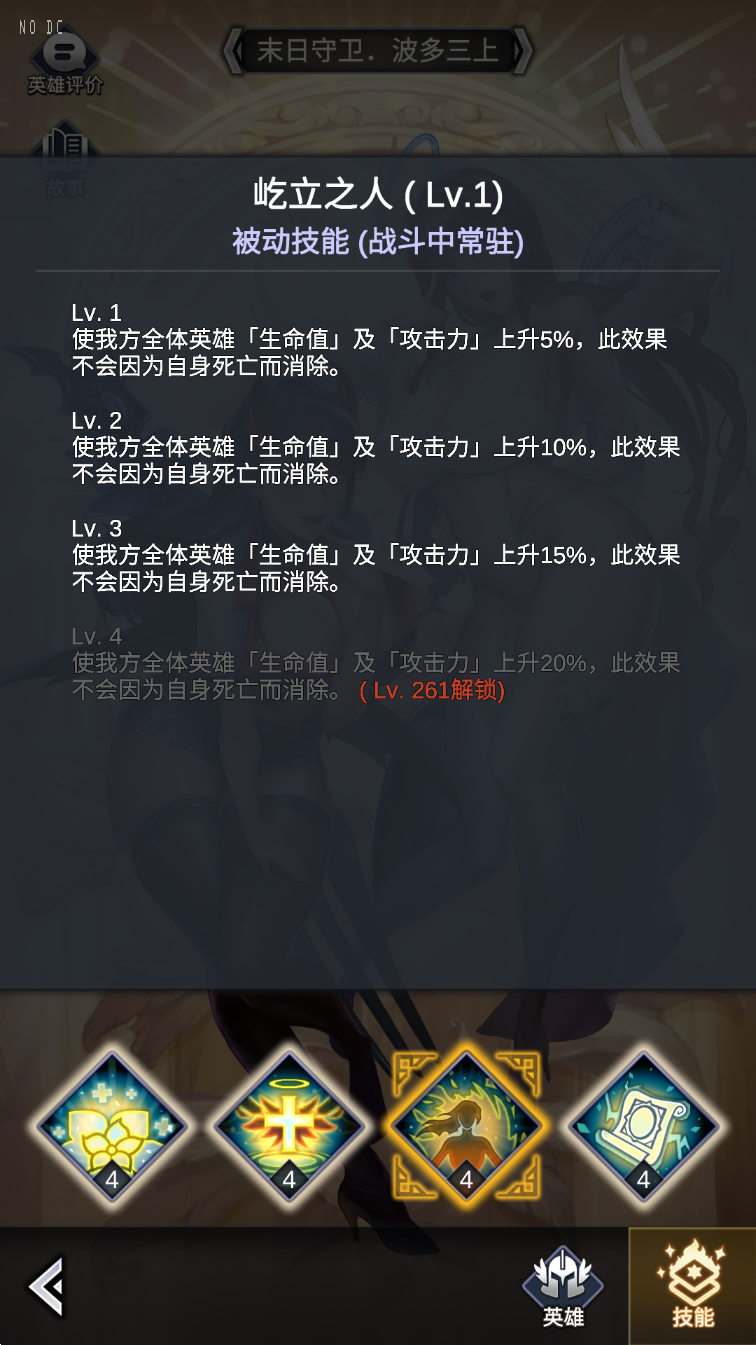 NO DC
末日守卫．波多三上
英雄评价
故事
屹立之人 ( Lv.1)
被动技能 (战斗中常驻)
Lv. 1
使我方全体英雄「生命值」及「攻击力」上升5%，此效果
不会因为自身死亡而消除。
Lv. 2
使我方全体英雄「生命值」及「攻击力」上升10%，此效果
不会因为自身死亡而消除。
Lv. 3
使我方全体英雄「生命值」及「攻击力」上升15%，此效果
不会因为自身死亡而消除。
Lv. 4
使我方全体英雄「生命值」及「攻击力」上升20%，此效果
不会因为自身死亡而消除。 ( Lv. 261解锁)
4 4 4 4
英雄 技能